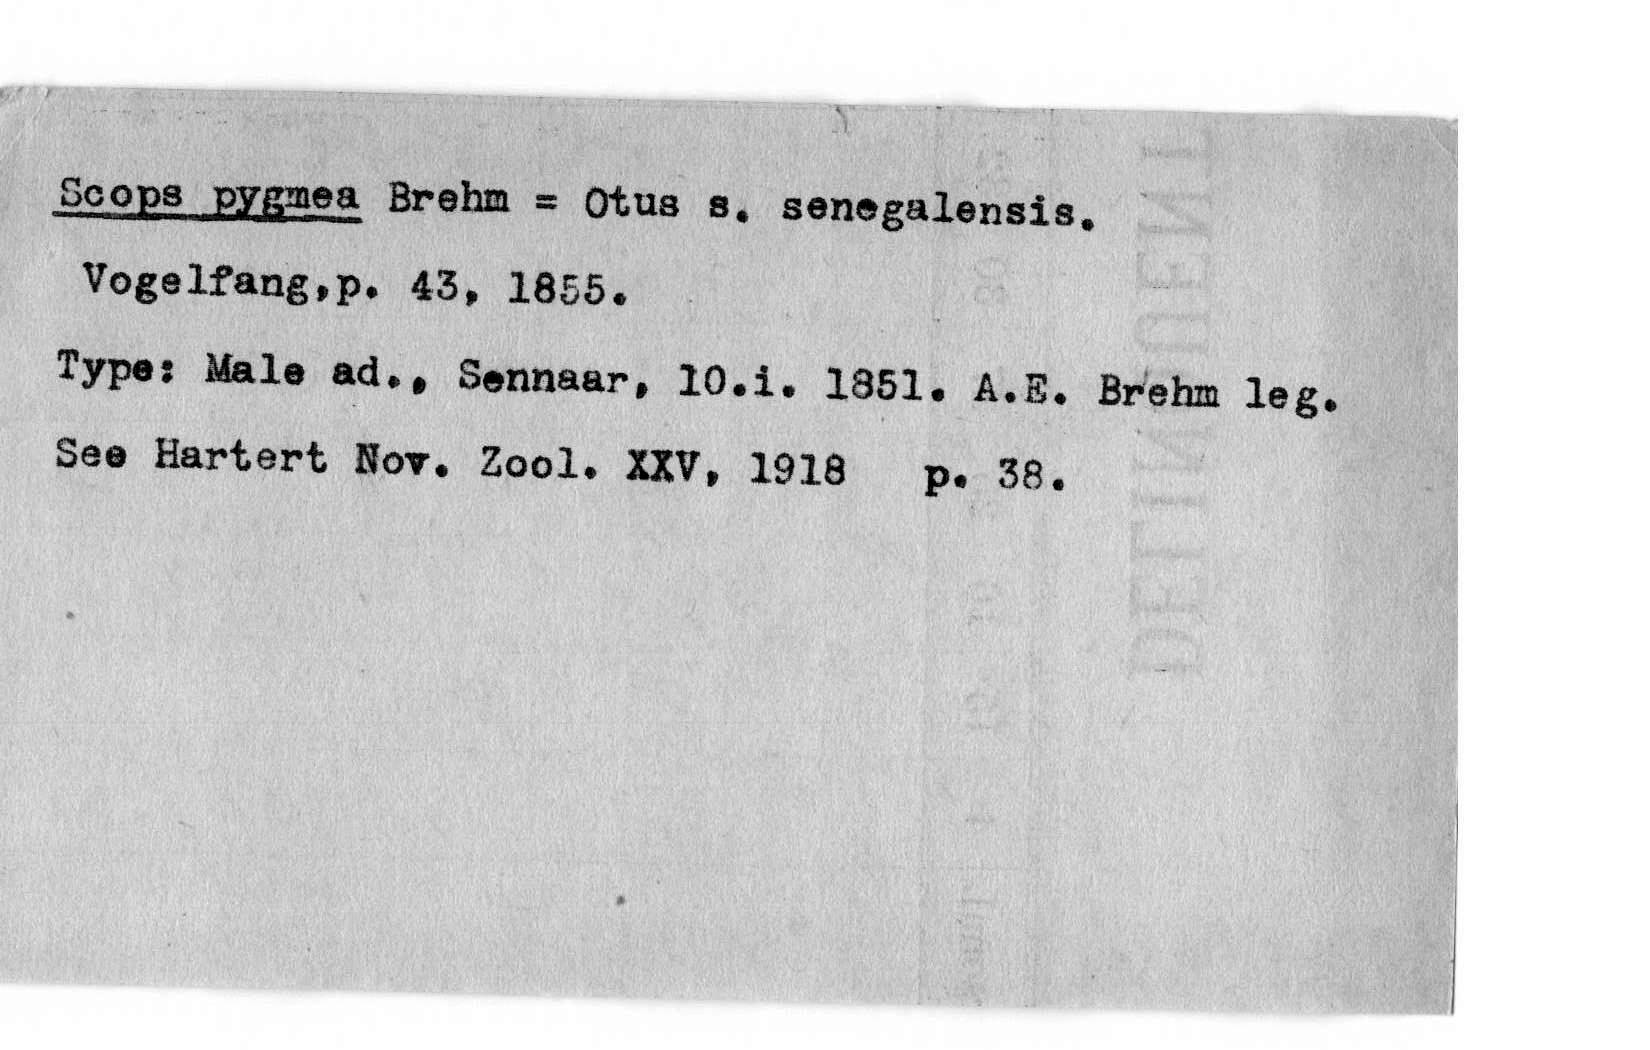 Scops pygmea Brehm = Otus s. senegalensis.
Vogelfang,p. 43, 1855.
Type: Male ad., Sennaar, 10.i. 1851. A.E. Brehm leg.
See Hartert Nov. Zool. XXV, 1918 p. 38.
DELINQUENT